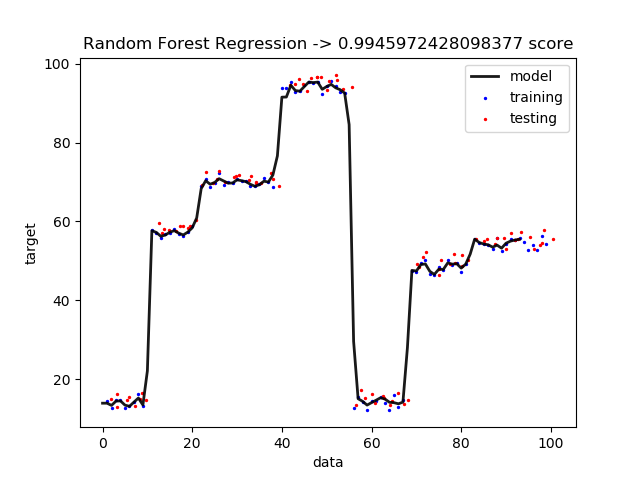 Random Forest Regression -> 0.9945972428098377 score
model
training
testing
target
100
80
60
40
20
0 20 40 60 80 100
data